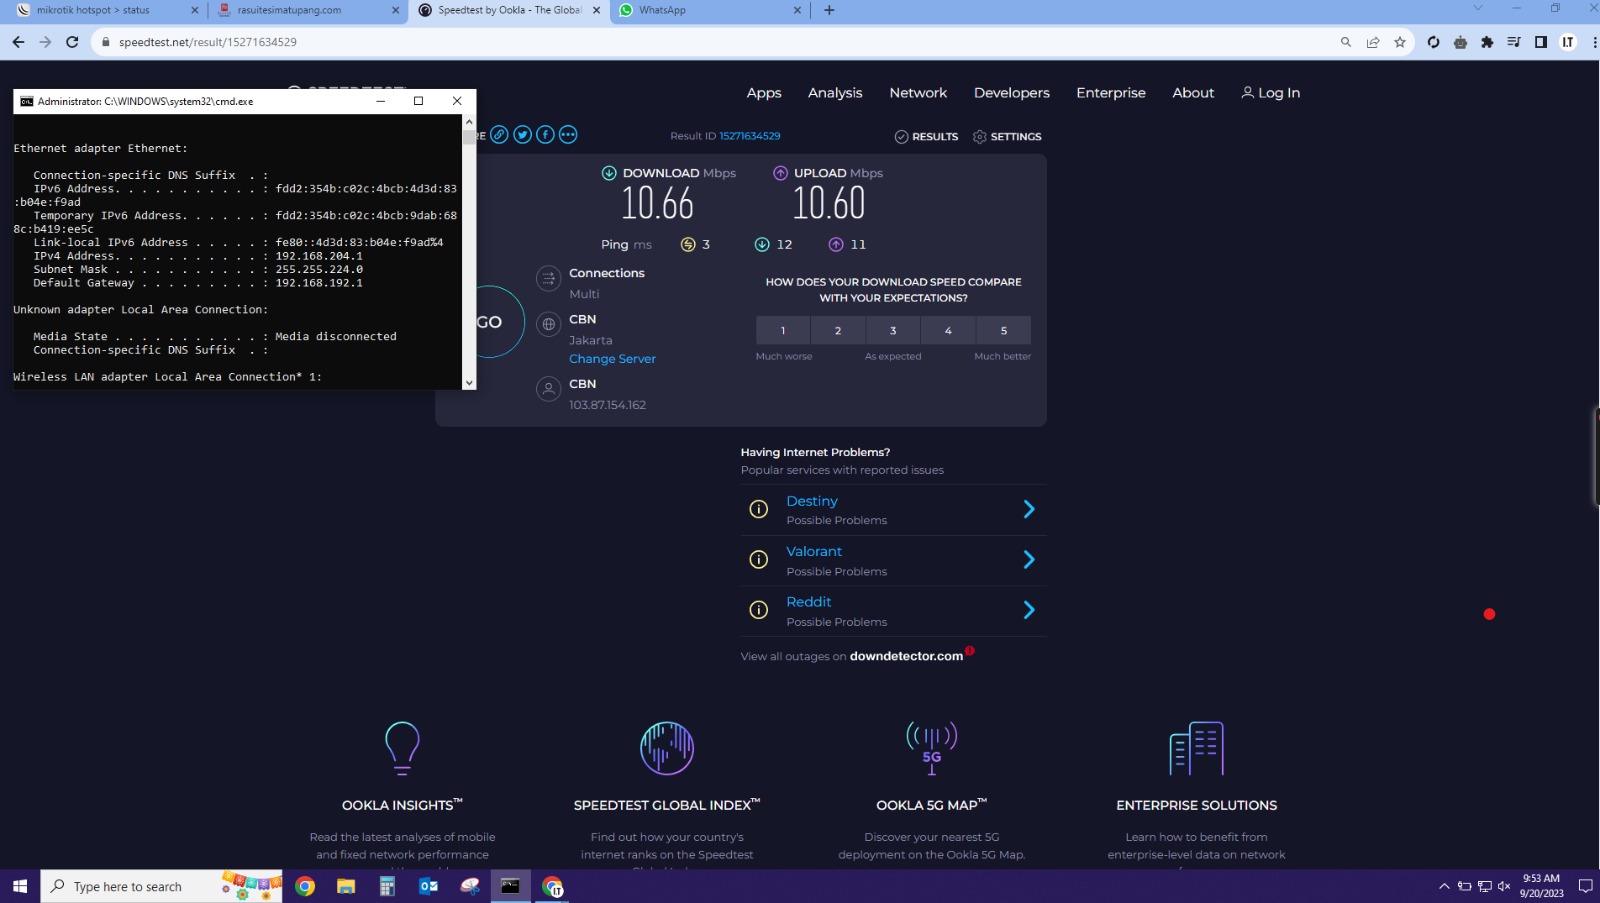 mikrotik hotspot > status
rasuitesimatupang.com
Speedtest by Ookla - The Global
WhatsApp
speedtest.net/result/15271634529
I.T
Administrator: C:\WINDOWS\system32\cmd.exe
Ethernet adapter Ethernet:
Connection-specific DNS Suffix . :
IPv6 Address. . . . . . . . . . . : fdd2:354b:c02c:4bcb:4d3d:83
:b04e:f9ad
Temporary IPv6 Address. . . . . . : fdd2:354b:c02c:4bcb:9dab:68
8c:b419:ee5c
Link-local IPv6 Address . . . . . : fe80::4d3d:83:b04e:f9ad%4
IPv4 Address. . . . . . . . . . . : 192.168.204.1
Subnet Mask . . . . . . . . . . . : 255.255.224.0
Default Gateway . . . . . . . . . : 192.168.192.1
Unknown adapter Local Area Connection:
Media State . . . . . . . . . . . : Media disconnected
Connection-specific DNS Suffix . :
Wireless LAN adapter Local Area Connection* 1:
Apps
Analysis
Network
Developers
Enterprise
About
Log In
RE
Result ID 15271634529
RESULTS
SETTINGS
DOWNLOAD Mbps
10.66
UPLOAD Mbps
10.60
Ping ms
3
12
11
GO
Connections
Multi
CBN
Jakarta
Change Server
CBN
103.87.154.162
HOW DOES YOUR DOWNLOAD SPEED COMPARE
WITH YOUR EXPECTATIONS?
1 2 3 4 5
Much worse As expected Much better
Having Internet Problems?
Popular services with reported issues
Destiny
Possible Problems
Valorant
Possible Problems
Reddit
Possible Problems
View all outages on downdetector.com
5G
OOKLA INSIGHTS™
Read the latest analyses of mobile
and fixed network performance
SPEEDTEST GLOBAL INDEX™
Find out how your country's
internet ranks on the Speedtest
OOKLA 5G MAP™
Discover your nearest 5G
deployment on the Ookla 5G Map.
ENTERPRISE SOLUTIONS
Learn how to benefit from
enterprise-level data on network
Type here to search
IT
9:53 AM
9/20/2023